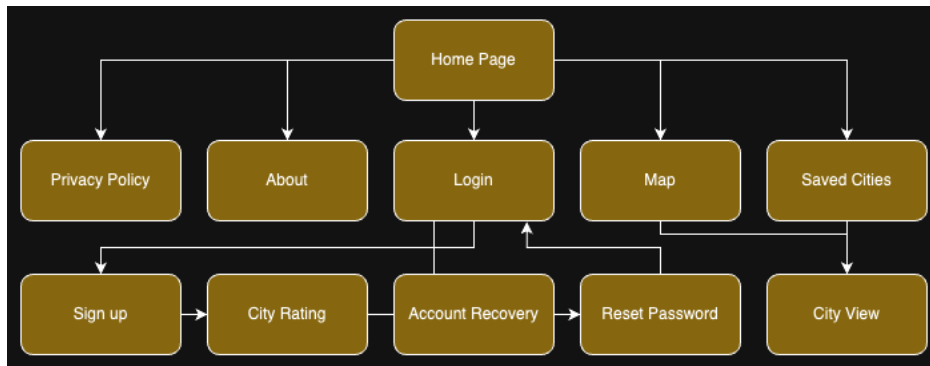 Home Page
Privacy Policy
About
Login
Map
Saved Cities
Sign up
City Rating
Account Recovery
Reset Password
City View